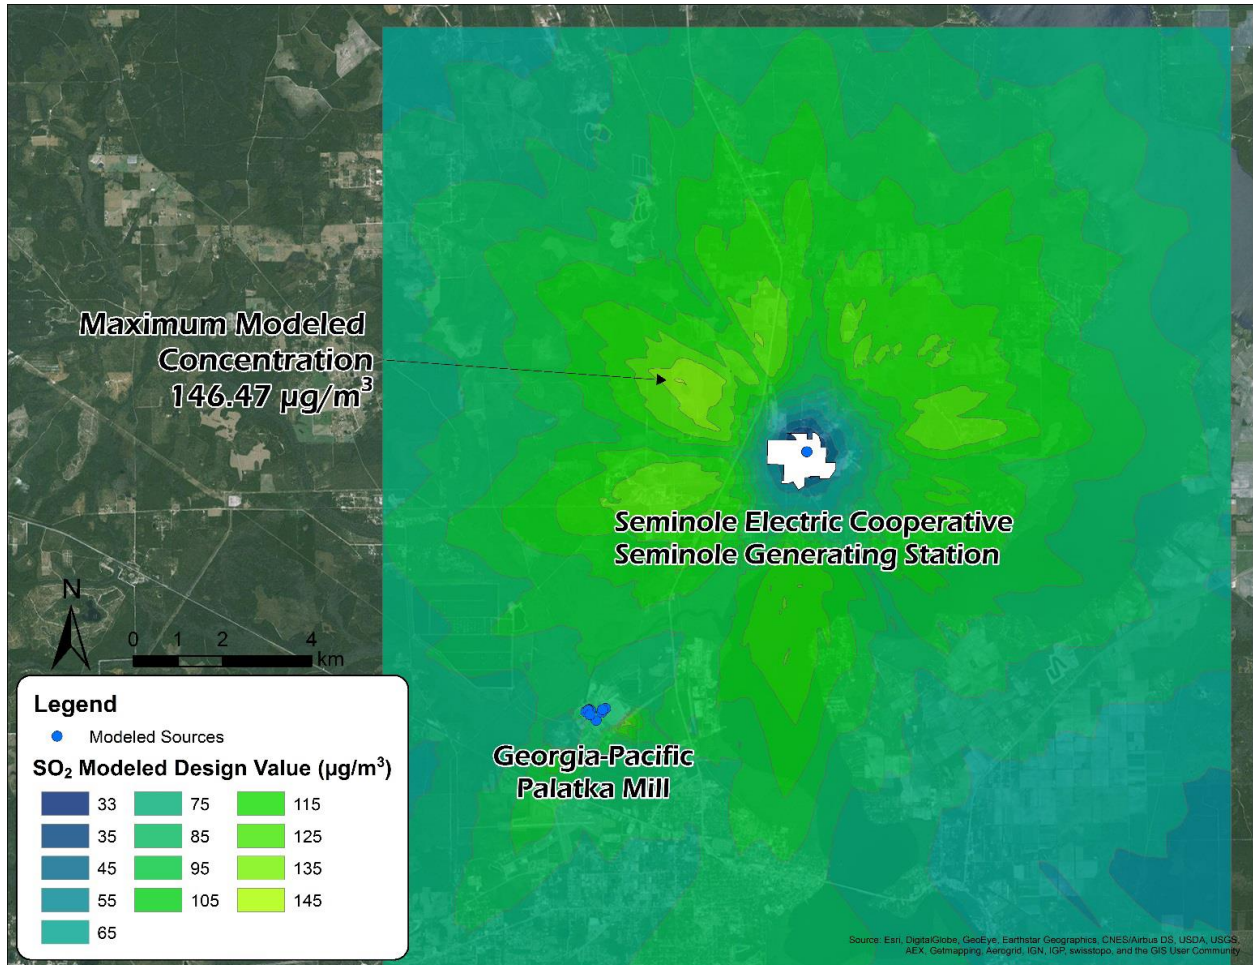 Maximum Modeled
Concentration
146.47 µg/m³
Seminole Electric Cooperative
Seminole Generating Station
N
0 1 2 4
km
Georgia-Pacific
Palatka Mill
Legend
Modeled Sources
SO₂ Modeled Design Value (µg/m³)
33 75 115
35 85 125
45 95 135
55 105 145
65
Source: Esri, DigitalGlobe, GeoEye, Earthstar Geographics, CNES/Airbus DS, USDA, USGS,
AEX, Getmapping, Aerogrid, IGN, IGP, swisstopo, and the GIS User Community